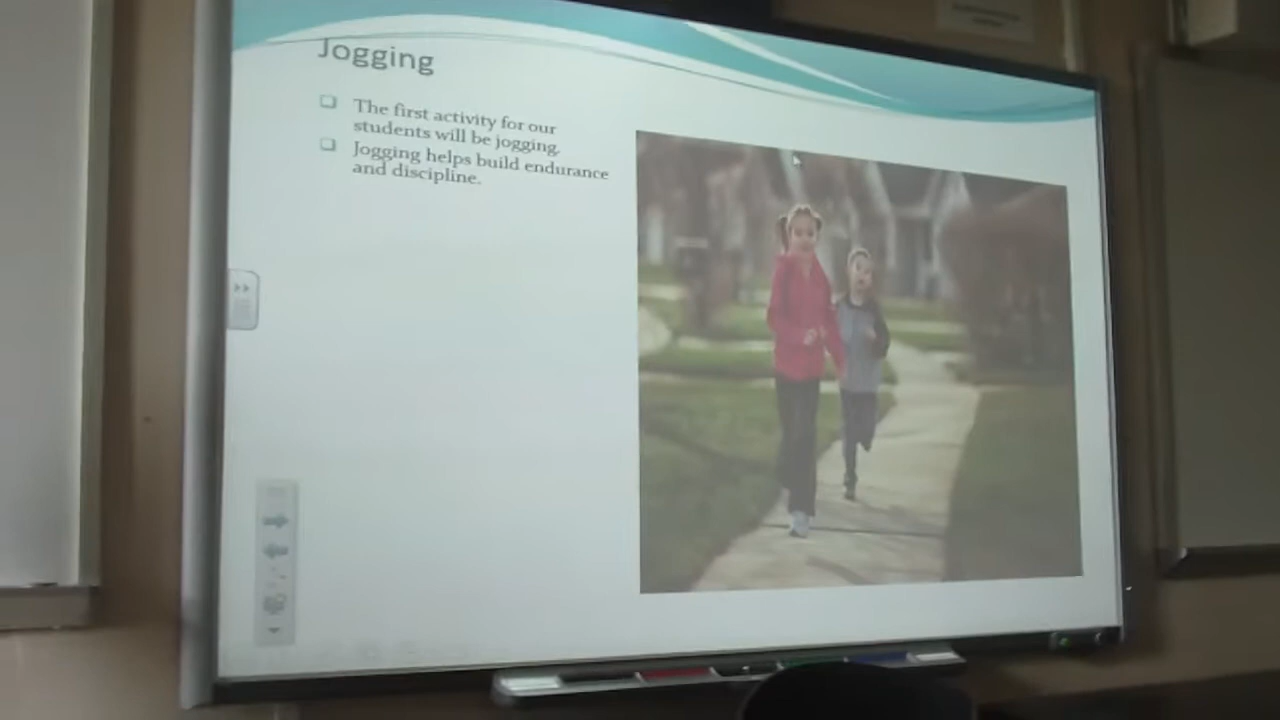 Jogging
The first activity for our
students will be jogging.
Jogging helps build endurance
and discipline.